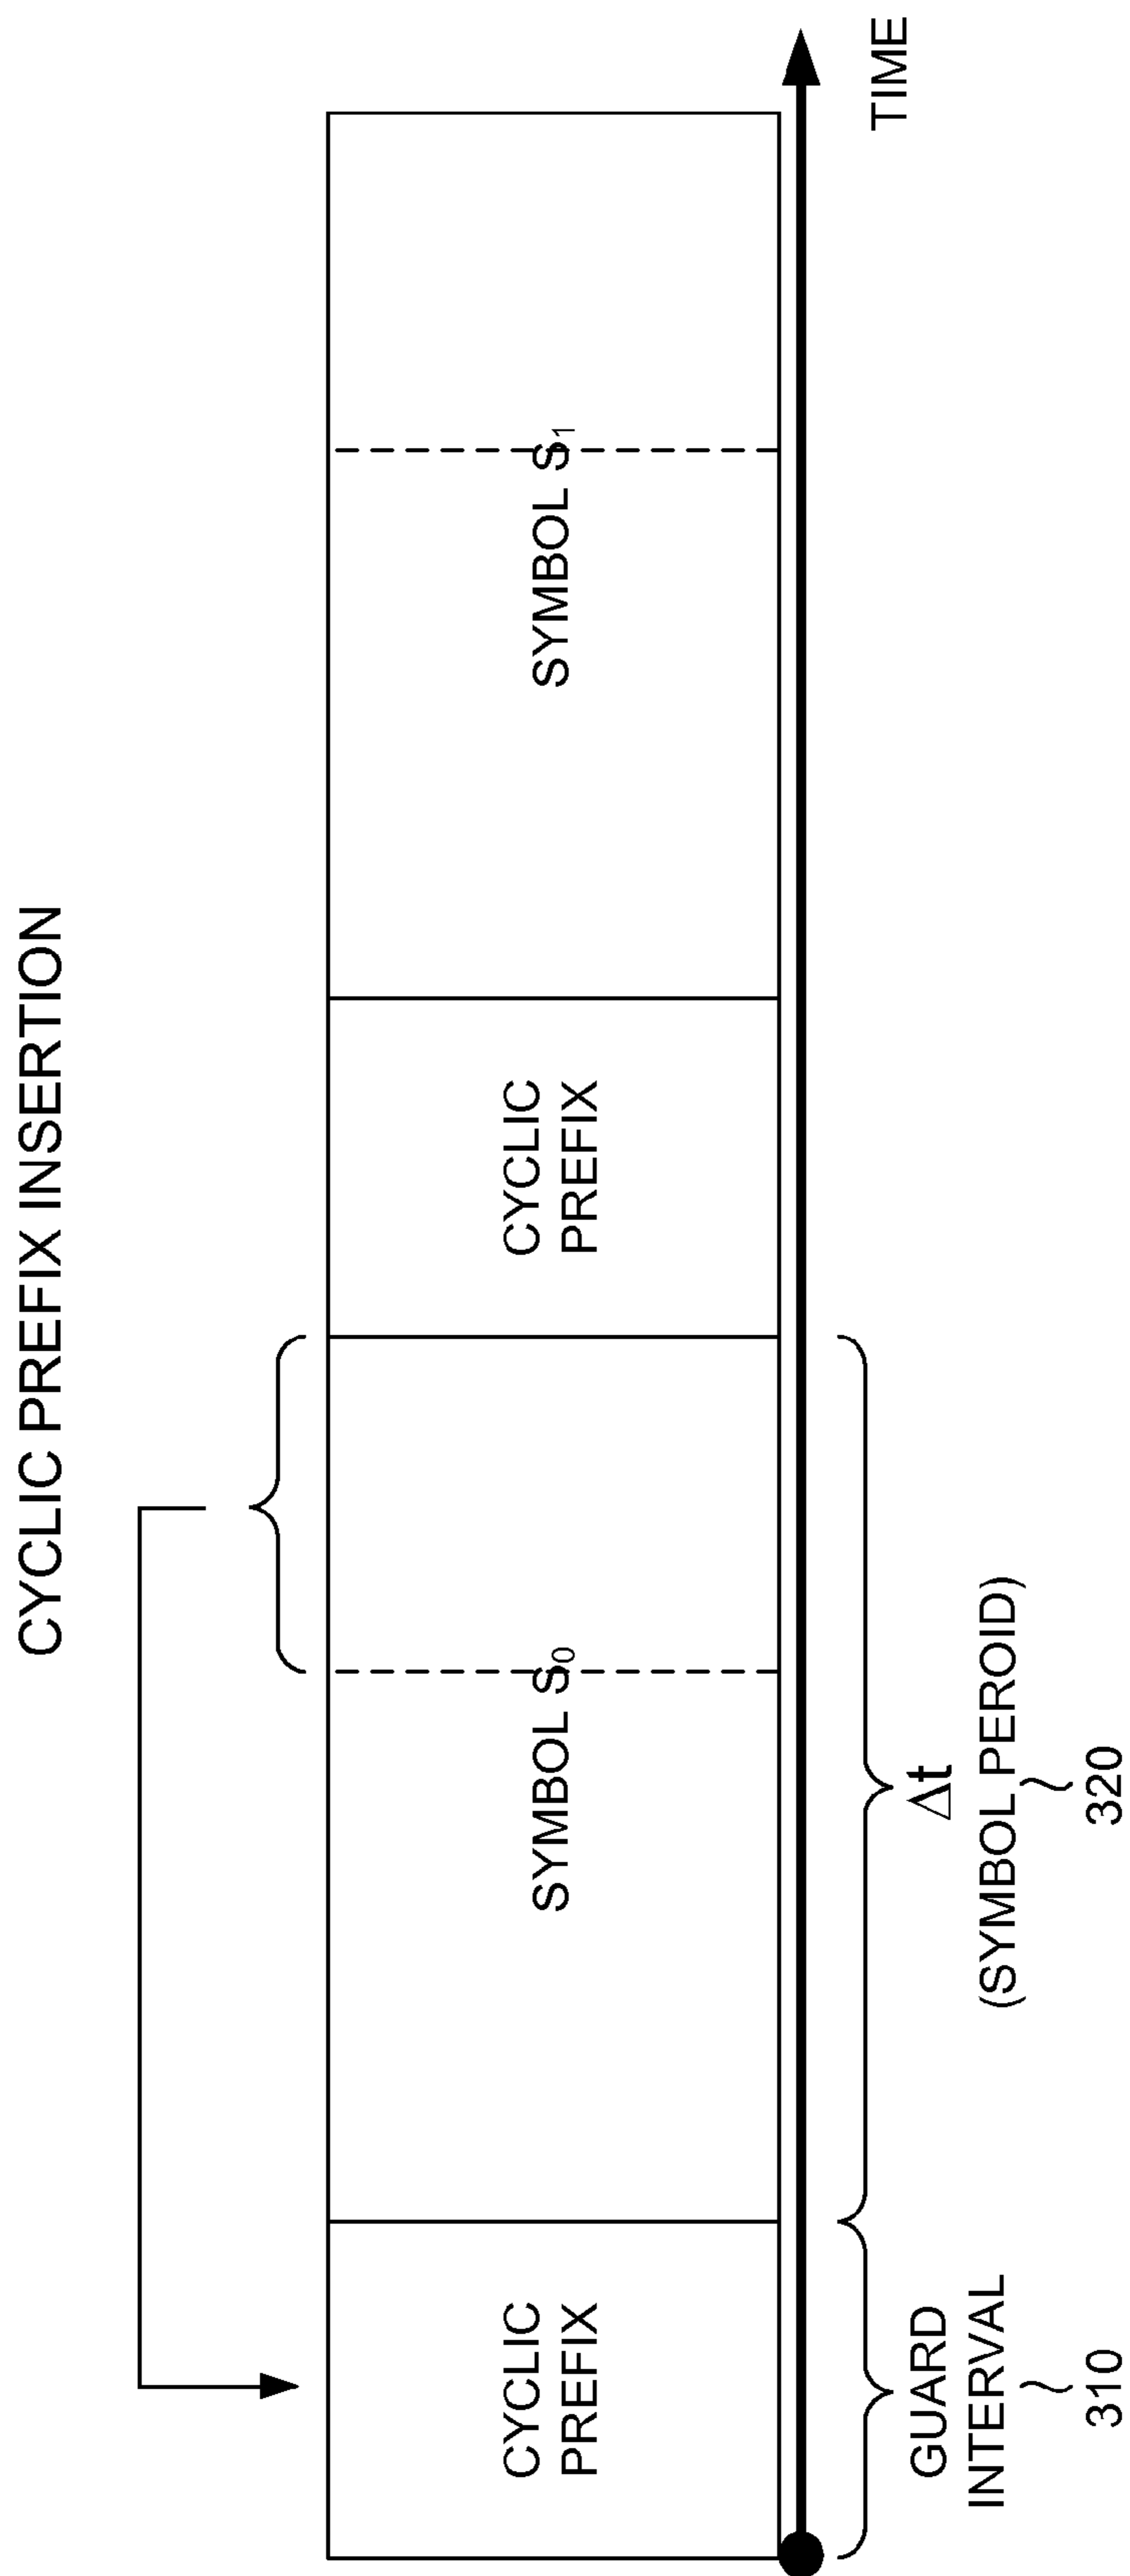 CYCLIC PREFIX INSERTION
CYCLIC
PREFIX
SYMBOL S₀
CYCLIC
PREFIX
SYMBOL S₁
TIME
GUARD
INTERVAL
310
Δt
(SYMBOL PEROID)
320